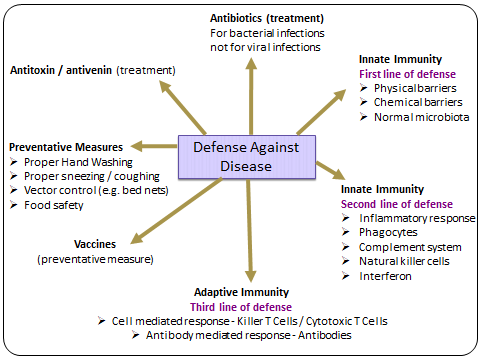 Antibiotics (treatment)
For bacterial infections
not for viral infections
Innate Immunity
First line of defense
➢ Physical barriers
➢ Chemical barriers
➢ Normal microbiota
Antitoxin / antivenin (treatment)
Preventative Measures
➢ Proper Hand Washing
➢ Proper sneezing / coughing
➢ Vector control (e.g. bed nets)
➢ Food safety
Defense Against
Disease
Innate Immunity
Second line of defense
➢ Inflammatory response
➢ Phagocytes
➢ Complement system
➢ Natural killer cells
➢ Interferon
Vaccines
(preventative measure)
Adaptive Immunity
Third line of defense
➢ Cell mediated response - Killer T Cells / Cytotoxic T Cells
➢ Antibody mediated response - Antibodies